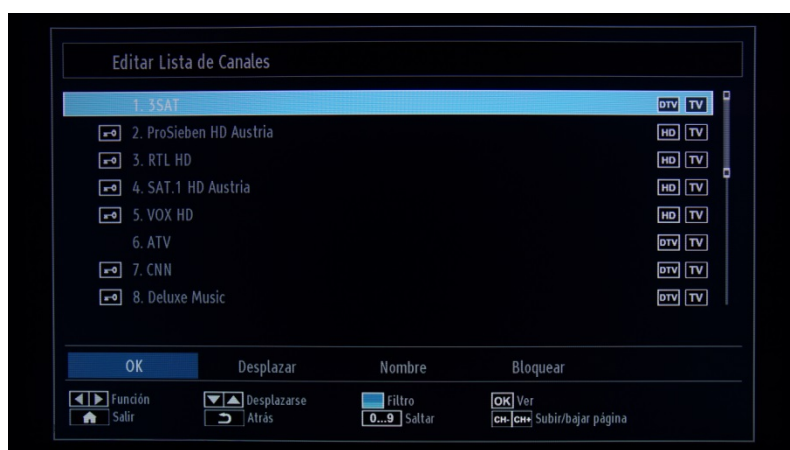 Editar Lista de Canales
1. 3SAT DTV TV
2. ProSieben HD Austria HD TV
3. RTL HD HD TV
4. SAT.1 HD Austria HD TV
5. VOX HD HD TV
6. ATV DTV TV
7. CNN DTV TV
8. Deluxe Music DTV TV
OK Desplazar Nombre Bloquear
Función Desplazarse Filtro OK Ver
Salir Atrás 0...9 Saltar CH- CH+ Subir/bajar página